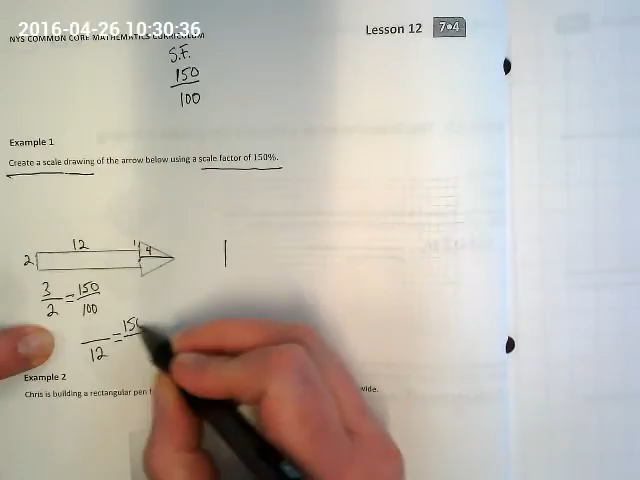 2016-04-26 10:30:36
NYS COMMON CORE MATHEMATICS CURRICULUM
Lesson 12 7•4
S.F.
150
100
Example 1
Create a scale drawing of the arrow below using a scale factor of 150%.
12
4
2
3 = 150
2 100
= 150
12
Example 2
Chris is building a rectangular pen
wide.